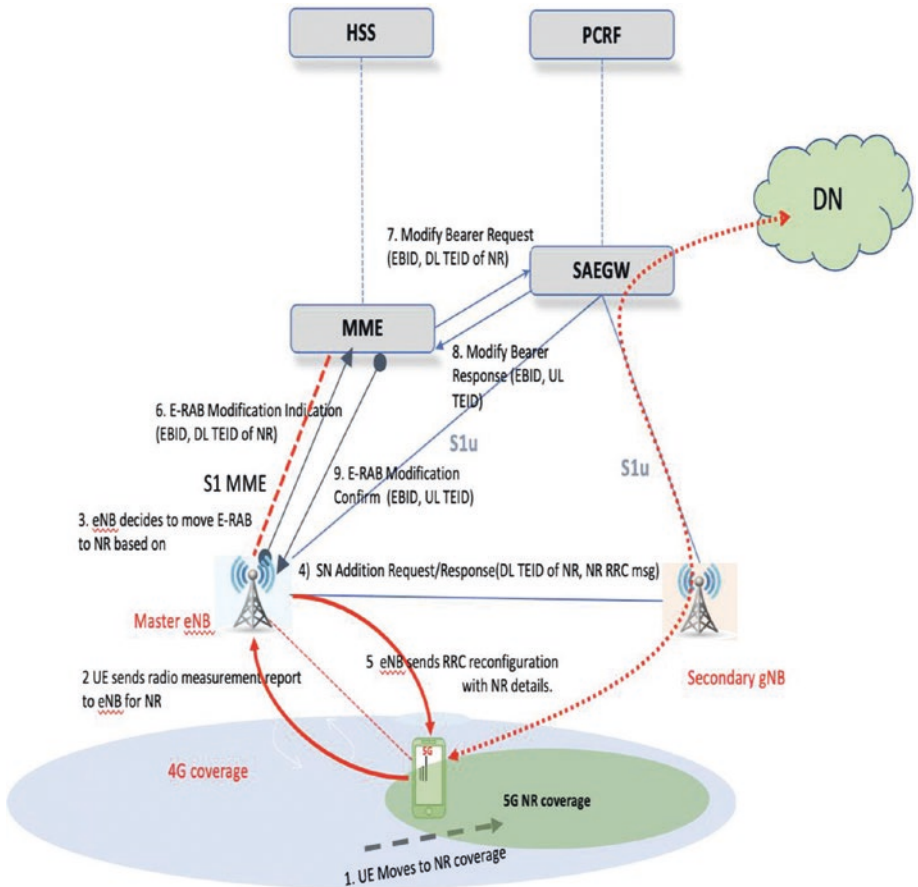 HSS
PCRF
DN
7. Modify Bearer Request
(EBID, DL TEID of NR)
SAEGW
MME
8. Modify Bearer
Response (EBID, UL
TEID)
6. E-RAB Modification Indication
(EBID, DL TEID of NR)
S1u
S1u
S1 MME
9. E-RAB Modification
Confirm (EBID, UL TEID)
3. eNB decides to move E-RAB
to NR based on
4) SN Addition Request/Response(DL TEID of NR, NR RRC msg)
Master eNB
2 UE sends radio measurement report
to eNB for NR
5 eNB sends RRC reconfiguration
with NR details.
Secondary gNB
5G
4G coverage
5G NR coverage
1. UE Moves to NR coverage